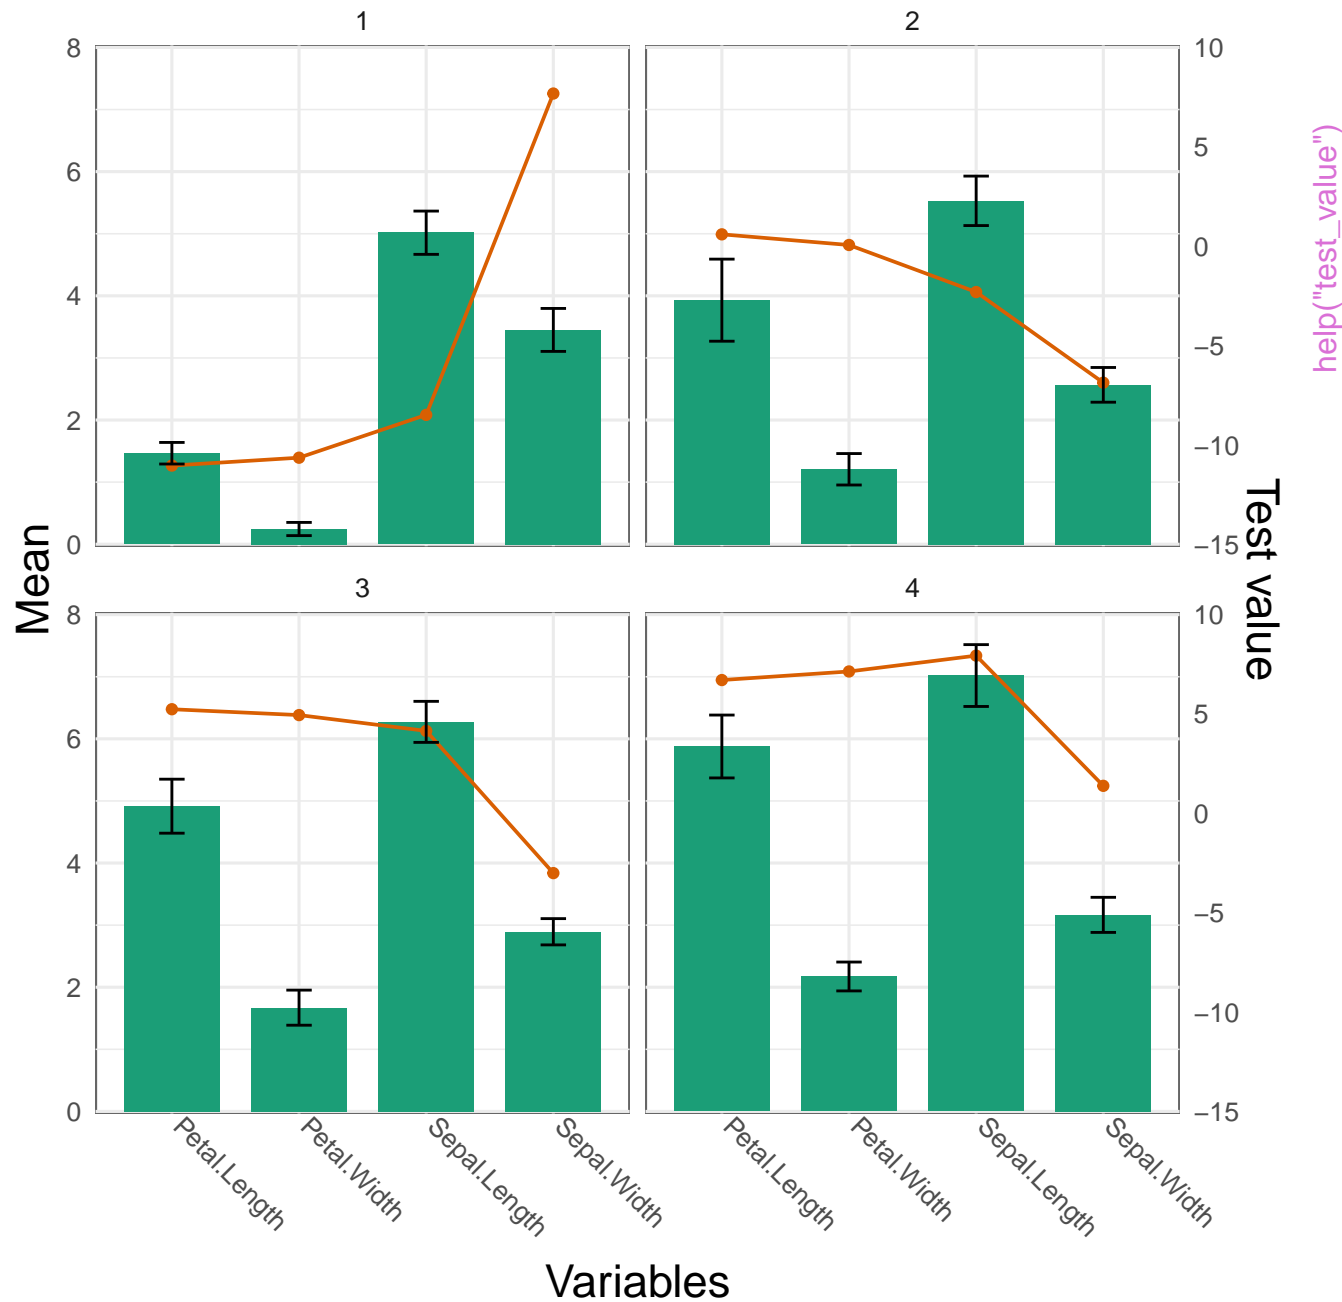 1
2
8
6
4
2
0
10
5
0
−5
−10
−15
help("test_value")
Mean
Test value
3
4
8
6
4
2
0
10
5
0
−5
−10
−15
Petal.Length
Petal.Width
Sepal.Length
Sepal.Width
Petal.Length
Petal.Width
Sepal.Length
Sepal.Width
Variables